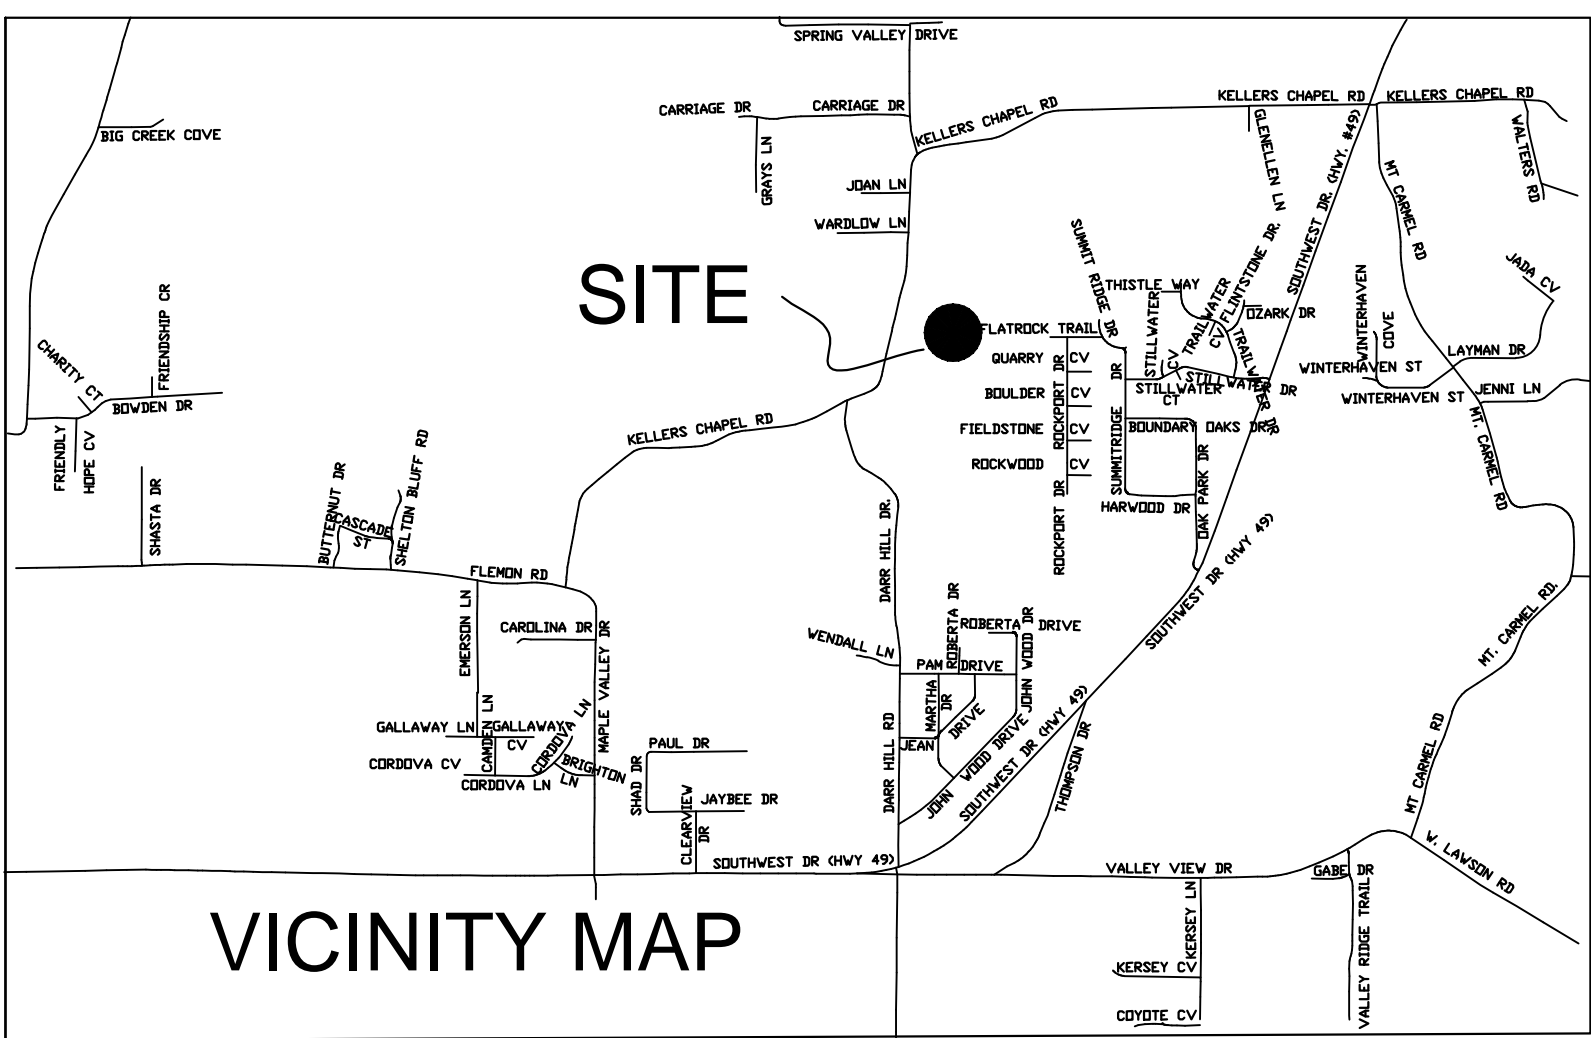 SPRING VALLEY DRIVE
CARRIAGE DR
CARRIAGE DR
KELLERS CHAPEL RD
KELLERS CHAPEL RD
KELLERS CHAPEL RD
BIG CREEK COVE
GRAYS LN
KELLERS CHAPEL RD
GLENELLEN LN
SOUTHWEST DR. (HWY. #49)
WALTERS RD
JOAN LN
WARDLOW LN
MT CARMEL RD
SUMMIT RIDGE DR
FLINTSTONE DR.
JADA CV
SITE
THISTLE WAY
STILLWATER
CV
TRAILWATER
CV
OZARK DR
TRAILWATER DR
WINTERHAVEN
COVE
FRIENDSHIP CR
CHARITY CT
BOWDEN DR
FLATROCK TRAIL
QUARRY CV
BOULDER CV
FIELDSTONE CV
ROCKWOOD CV
ROCKPORT DR
ROCKPORT DR
SUMMITRIDGE DR
STILLWATER DR
STILLWATER
CT
BOUNDARY OAKS DR
HARWOOD DR
OAK PARK DR
WINTERHAVEN ST
WINTERHAVEN ST
LAYMAN DR
JENNI LN
MT. CARMEL RD
FRIENDLY
HOPE CV
SHASTA DR
BUTTERNUT DR
CASCADE
ST
SHELTON BLUFF RD
KELLERS CHAPEL RD
DARR HILL DR.
FLEMON RD
EMERSON LN
CAROLINA DR
MAPLE VALLEY DR
WENDALL LN
ROBERTA DR
ROBERTA DRIVE
PAM DRIVE
JOHN WOOD DR
MARTHA
DR
JEAN DRIVE
JOHN WOOD DRIVE
SOUTHWEST DR (HWY 49)
SOUTHWEST DR (HWY 49)
THOMPSON DR
MT. CARMEL RD.
MT CARMEL RD
GALLAWAY LN
GALLAWAY
CV
CAMDEN LN
CORDOVA CV
CORDOVA LN
CORDOVA LN
BRIGHTON
LN
PAUL DR
SHAD DR
JAYBEE DR
CLEARVIEW
DR
DARR HILL RD
SOUTHWEST DR (HWY 49)
VALLEY VIEW DR
GABE DR
W. LAWSON RD
VICINITY MAP
KERSEY LN
KERSEY CV
COYOTE CV
VALLEY RIDGE TRAIL